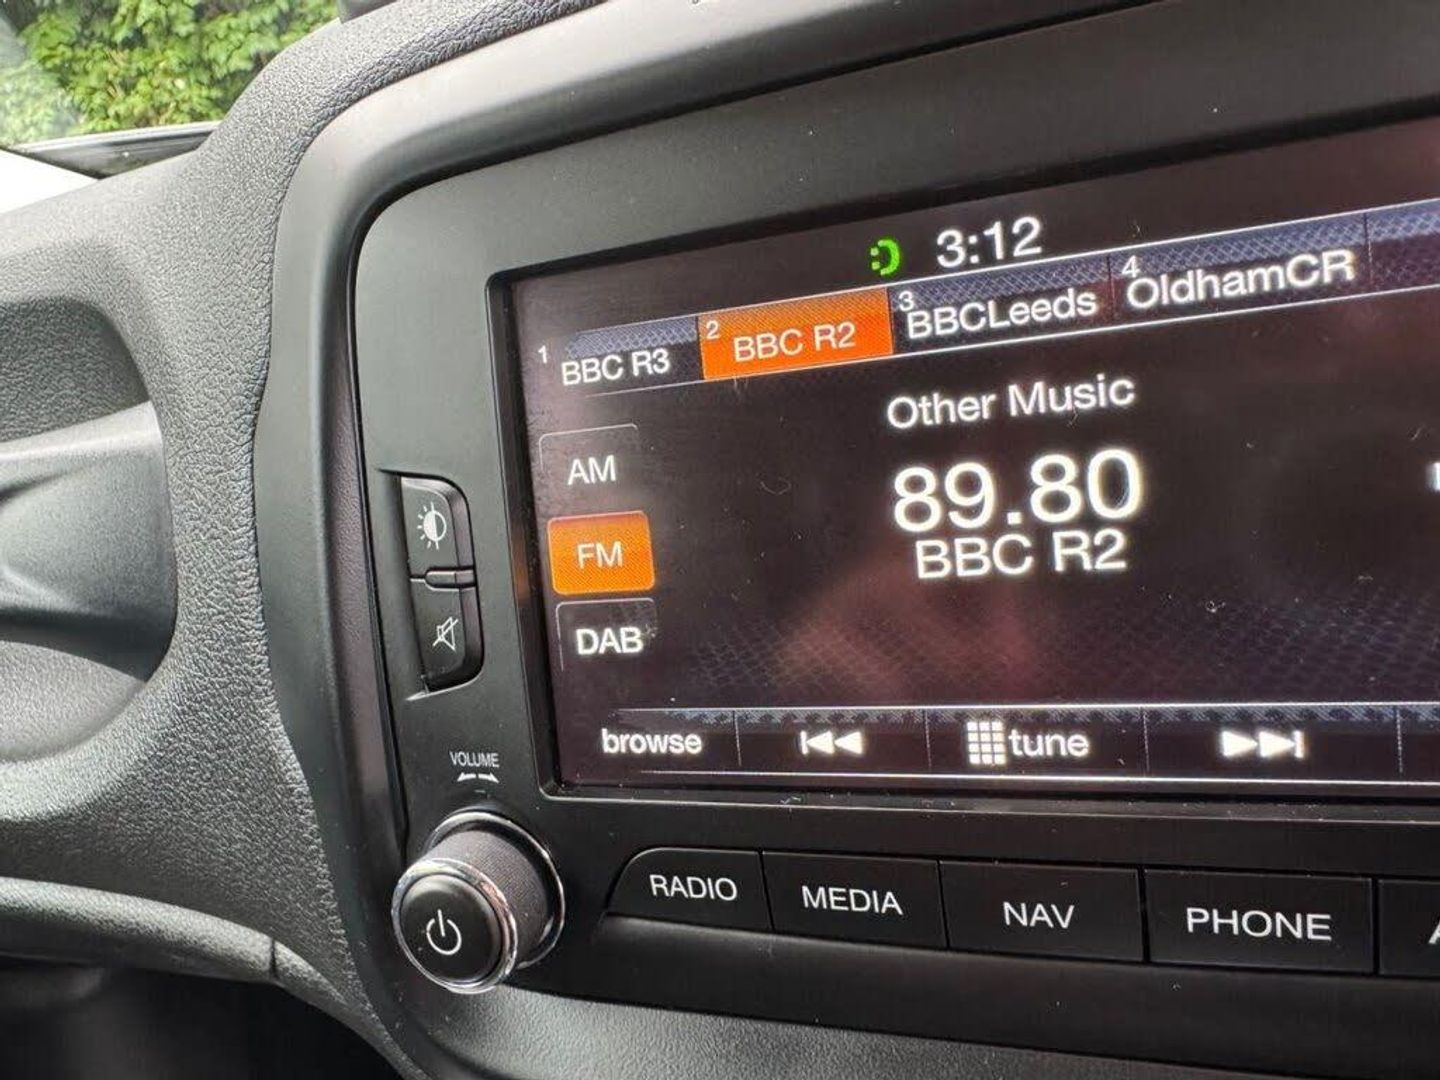 3:12
1 BBC R3
2 BBC R2
3 BBCLeeds
4 OldhamCR
Other Music
AM
89.80
FM
BBC R2
DAB
browse
tune
VOLUME
RADIO
MEDIA
NAV
PHONE